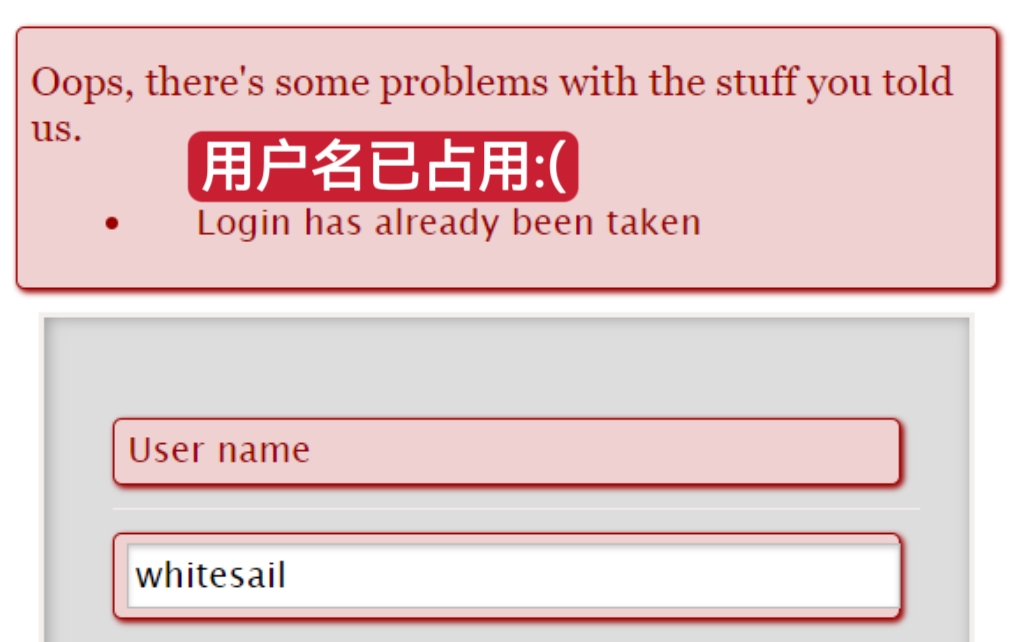 Oops, there's some problems with the stuff you told
us.
用户名已占用:(
Login has already been taken
User name
whitesail